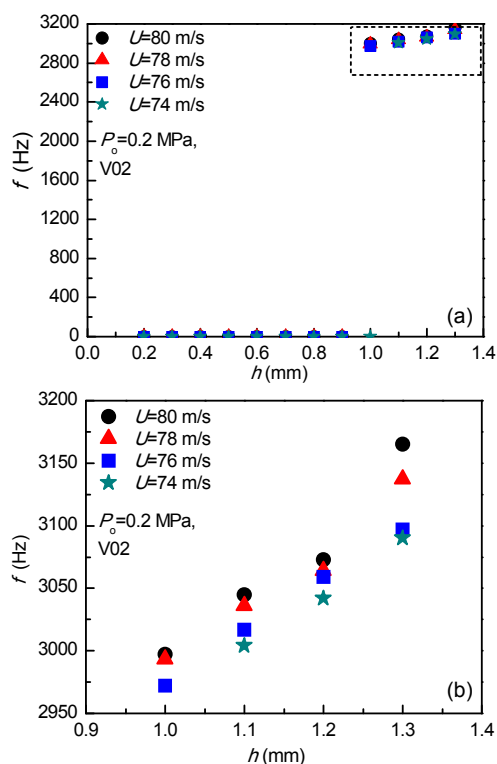 3200
2800
2400
2000
1600
1200
800
400
0
f (Hz)
U=80 m/s
U=78 m/s
U=76 m/s
U=74 m/s
Po=0.2 MPa,
V02
(a)
0.0 0.2 0.4 0.6 0.8 1.0 1.2 1.4
h (mm)
3200
3150
3100
3050
3000
2950
f (Hz)
U=80 m/s
U=78 m/s
U=76 m/s
U=74 m/s
Po=0.2 MPa,
V02
(b)
0.9 1.0 1.1 1.2 1.3 1.4
h (mm)